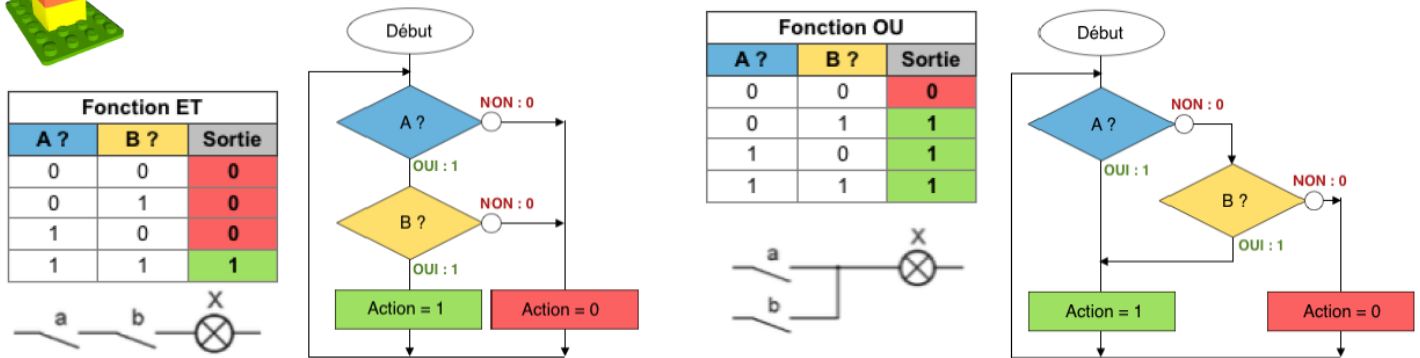 Fonction ET
A ? B ? Sortie
0 0 0
0 1 0
1 0 0
1 1 1
a b X
Début
A ?
NON : 0
OUI : 1
B ?
NON : 0
OUI : 1
Action = 1
Action = 0
Fonction OU
A ? B ? Sortie
0 0 0
0 1 1
1 0 1
1 1 1
a X
b
Début
A ?
NON : 0
OUI : 1
B ?
NON : 0
OUI : 1
Action = 1
Action = 0